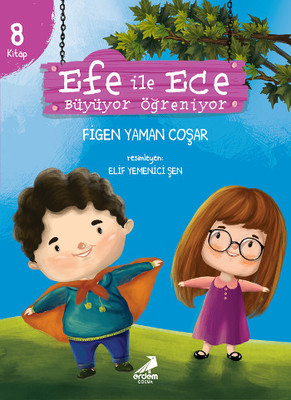 8
Kitap
Efe ile Ece
Büyüyor Öğreniyor
FİGEN YAMAN COŞAR
resimleyen:
ELİF YEMENİCİ ŞEN
erdem
ÇOCUK